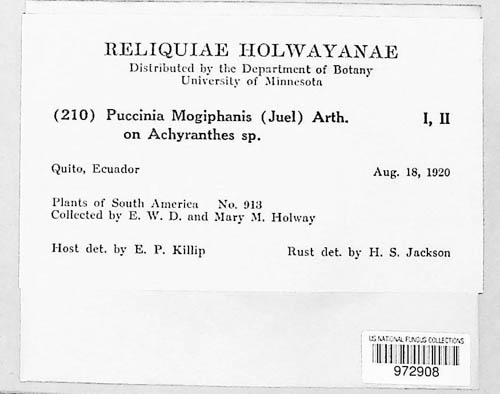 RELIQUIAE HOLWAYANAE
Distributed by the Department of Botany
University of Minnesota
(210) Puccinia Mogiphanis (Juel) Arth. I, II
on Achyranthes sp.
Quito, Ecuador Aug. 18, 1920
Plants of South America No. 913
Collected by E. W. D. and Mary M. Holway
Host det. by E. P. Killip Rust det. by H. S. Jackson
US NATIONAL FUNGUS COLLECTIONS
972908